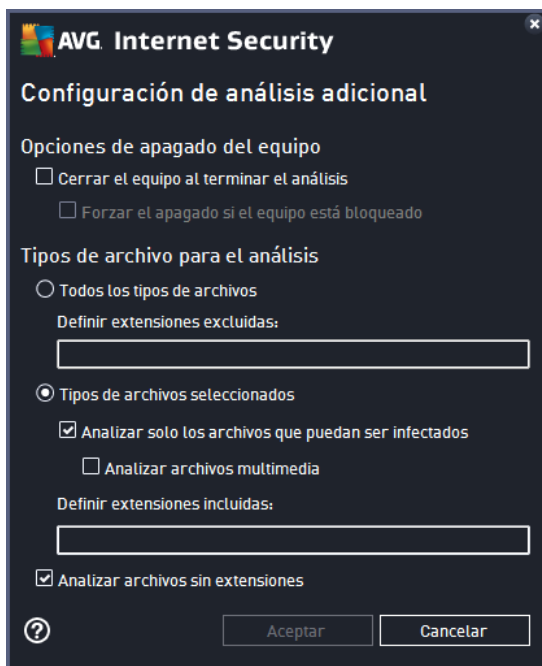 AVG. Internet Security
Configuración de análisis adicional
Opciones de apagado del equipo
Cerrar el equipo al terminar el análisis
Forzar el apagado si el equipo está bloqueado
Tipos de archivo para el análisis
Todos los tipos de archivos
Definir extensiones excluidas:
Tipos de archivos seleccionados
Analizar solo los archivos que puedan ser infectados
Analizar archivos multimedia
Definir extensiones incluidas:
Analizar archivos sin extensiones
? Aceptar Cancelar